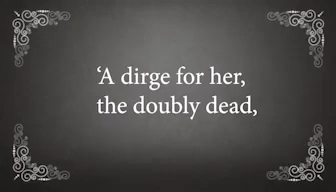 ‘A dirge for her,
the doubly dead,